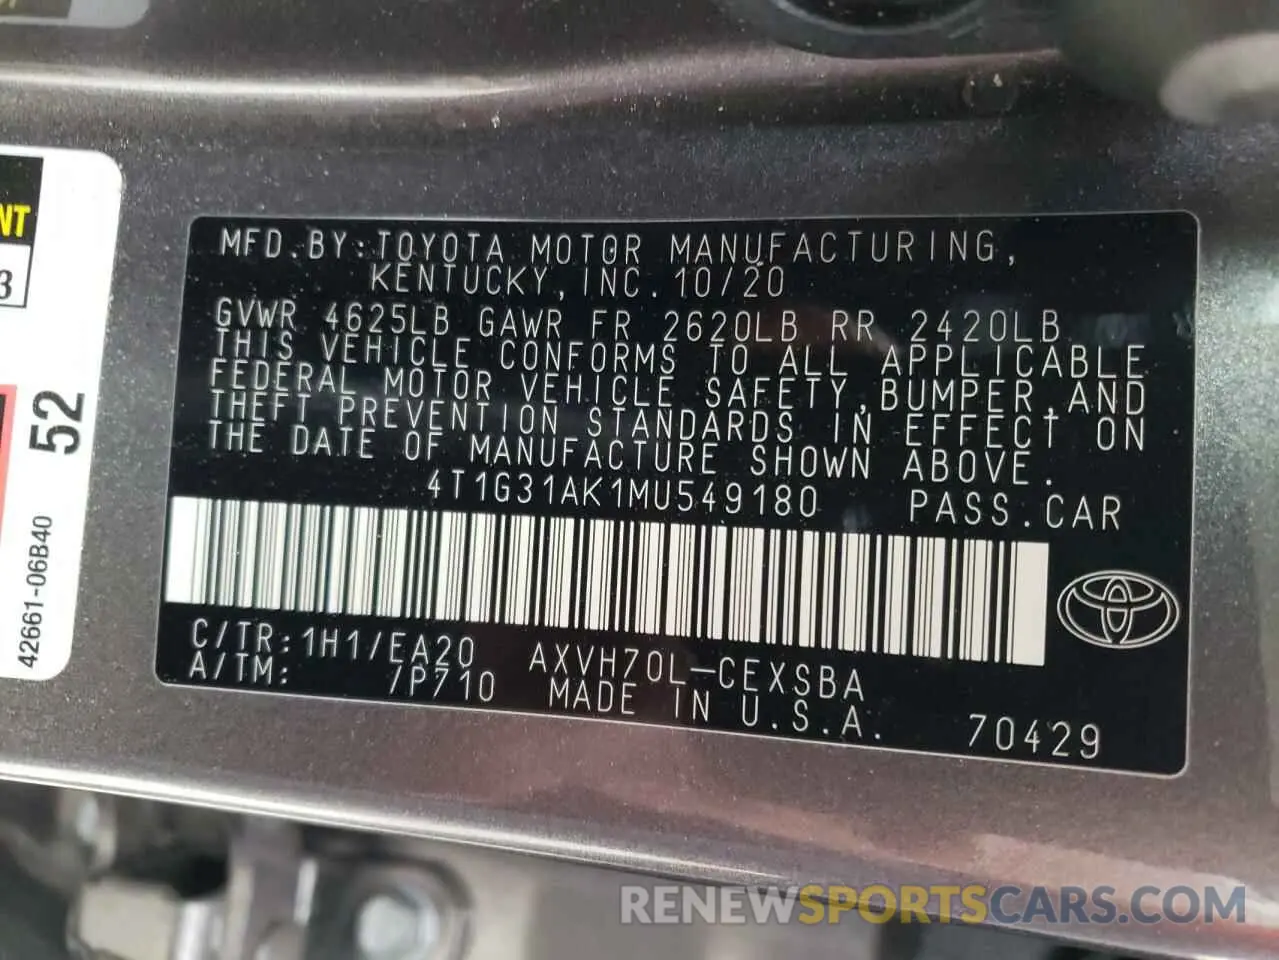 NT
3
52
42661-06B40
MFD.BY:TOYOTA MOTOR MANUFACTURING,
KENTUCKY,INC.10/20
GVWR 4625LB GAWR FR 2620LB RR 2420LB
THIS VEHICLE CONFORMS TO ALL APPLICABLE
FEDERAL MOTOR VEHICLE SAFETY,BUMPER,AND
THEFT PREVENTION STANDARDS IN EFFECT ON
THE DATE OF MANUFACTURE SHOWN ABOVE.
4T1G31AK1MU549180 PASS.CAR
C/TR:1H1/EA20 AXVH70L-CEXSBA
A/TM: /P710 MADE IN U.S.A. 70429
RENEWSPORTSCARS.COM